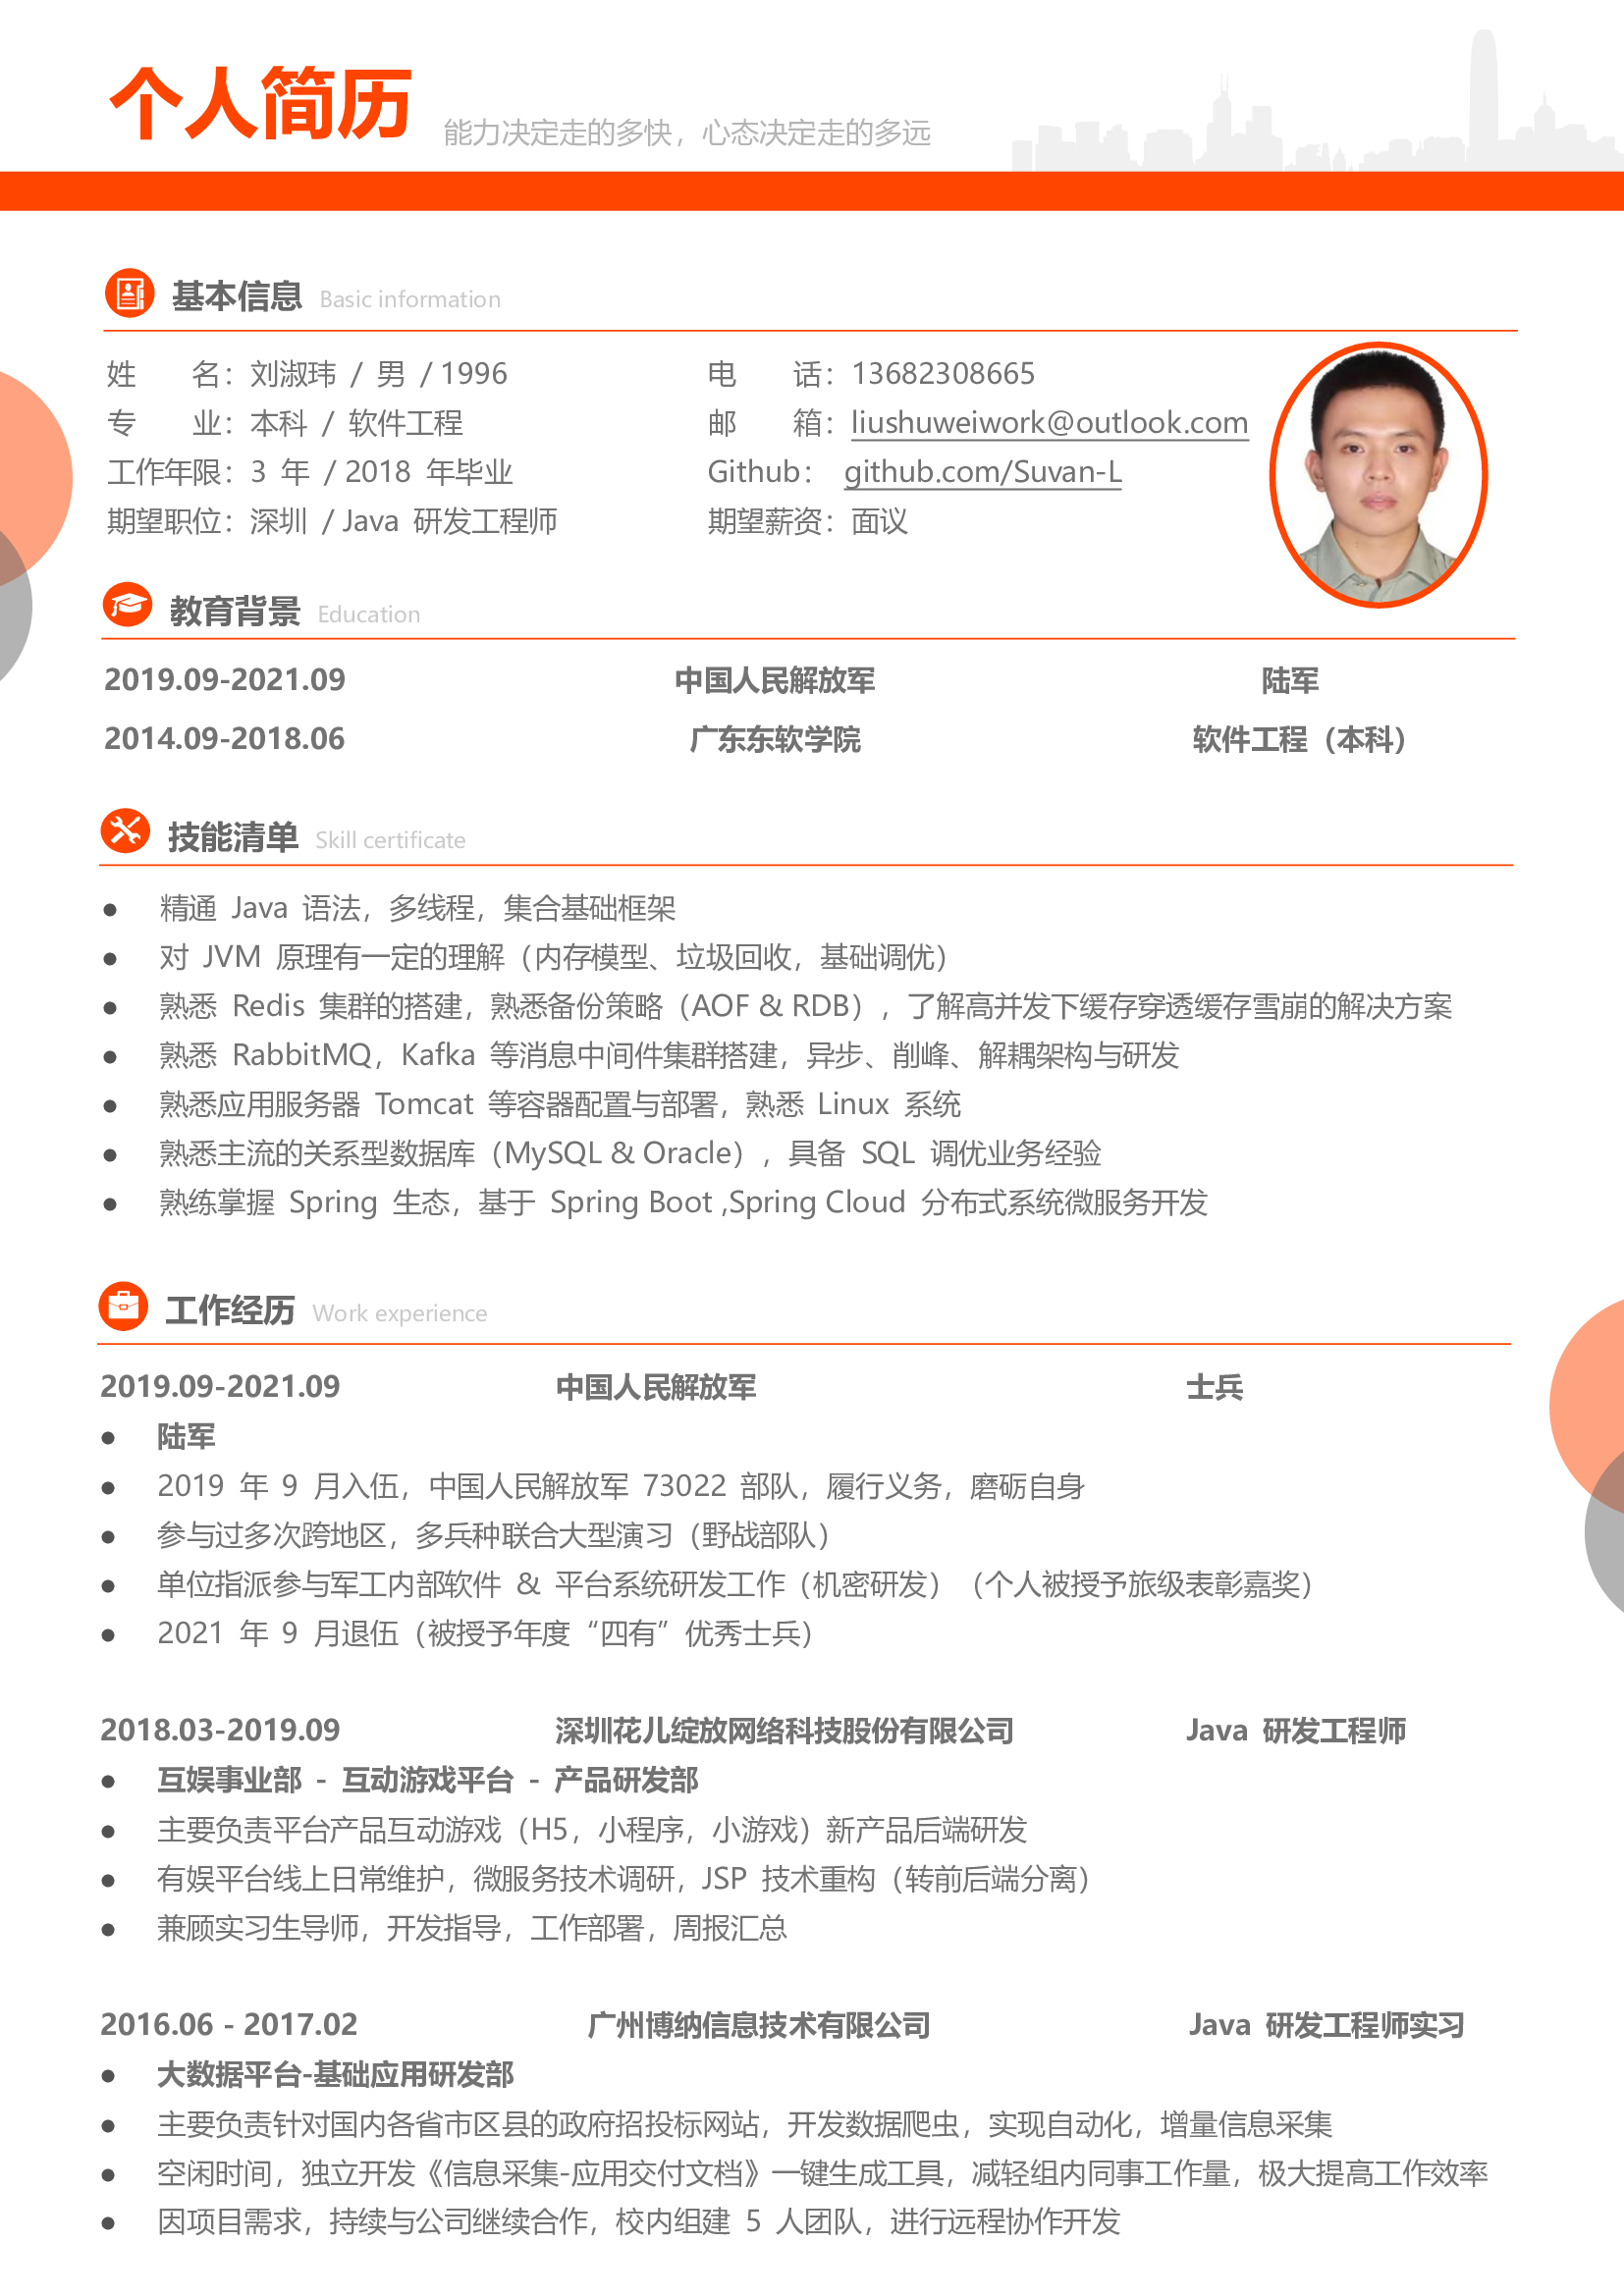 个人简历 能力决定走的多快，心态决定走的多远
基本信息 Basic information
姓 名：刘淑玮 / 男 / 1996 电 话：13682308665
专 业：本科 / 软件工程 邮 箱：liushuweiwork@outlook.com
工作年限：3 年 / 2018 年毕业 Github： github.com/Suvan-L
期望职位：深圳 / Java 研发工程师 期望薪资：面议
教育背景 Education
2019.09-2021.09 中国人民解放军 陆军
2014.09-2018.06 广东东软学院 软件工程（本科）
技能清单 Skill certificate
● 精通 Java 语法，多线程，集合基础框架
● 对 JVM 原理有一定的理解（内存模型、垃圾回收，基础调优）
● 熟悉 Redis 集群的搭建，熟悉备份策略（AOF & RDB），了解高并发下缓存穿透缓存雪崩的解决方案
● 熟悉 RabbitMQ，Kafka 等消息中间件集群搭建，异步、削峰、解耦架构与研发
● 熟悉应用服务器 Tomcat 等容器配置与部署，熟悉 Linux 系统
● 熟悉主流的关系型数据库（MySQL & Oracle），具备 SQL 调优业务经验
● 熟练掌握 Spring 生态，基于 Spring Boot ,Spring Cloud 分布式系统微服务开发
工作经历 Work experience
2019.09-2021.09 中国人民解放军 士兵
● 陆军
● 2019 年 9 月入伍，中国人民解放军 73022 部队，履行义务，磨砺自身
● 参与过多次跨地区，多兵种联合大型演习（野战部队）
● 单位指派参与军工内部软件 & 平台系统研发工作（机密研发）（个人被授予旅级表彰嘉奖）
● 2021 年 9 月退伍（被授予年度“四有”优秀士兵）
2018.03-2019.09 深圳花儿绽放网络科技股份有限公司 Java 研发工程师
● 互娱事业部 - 互动游戏平台 - 产品研发部
● 主要负责平台产品互动游戏（H5，小程序，小游戏）新产品后端研发
● 有娱平台线上日常维护，微服务技术调研，JSP 技术重构（转前后端分离）
● 兼顾实习生导师，开发指导，工作部署，周报汇总
2016.06 - 2017.02 广州博纳信息技术有限公司 Java 研发工程师实习
● 大数据平台-基础应用研发部
● 主要负责针对国内各省市区县的政府招投标网站，开发数据爬虫，实现自动化，增量信息采集
● 空闲时间，独立开发《信息采集-应用交付文档》一键生成工具，减轻组内同事工作量，极大提高工作效率
● 因项目需求，持续与公司继续合作，校内组建 5 人团队，进行远程协作开发